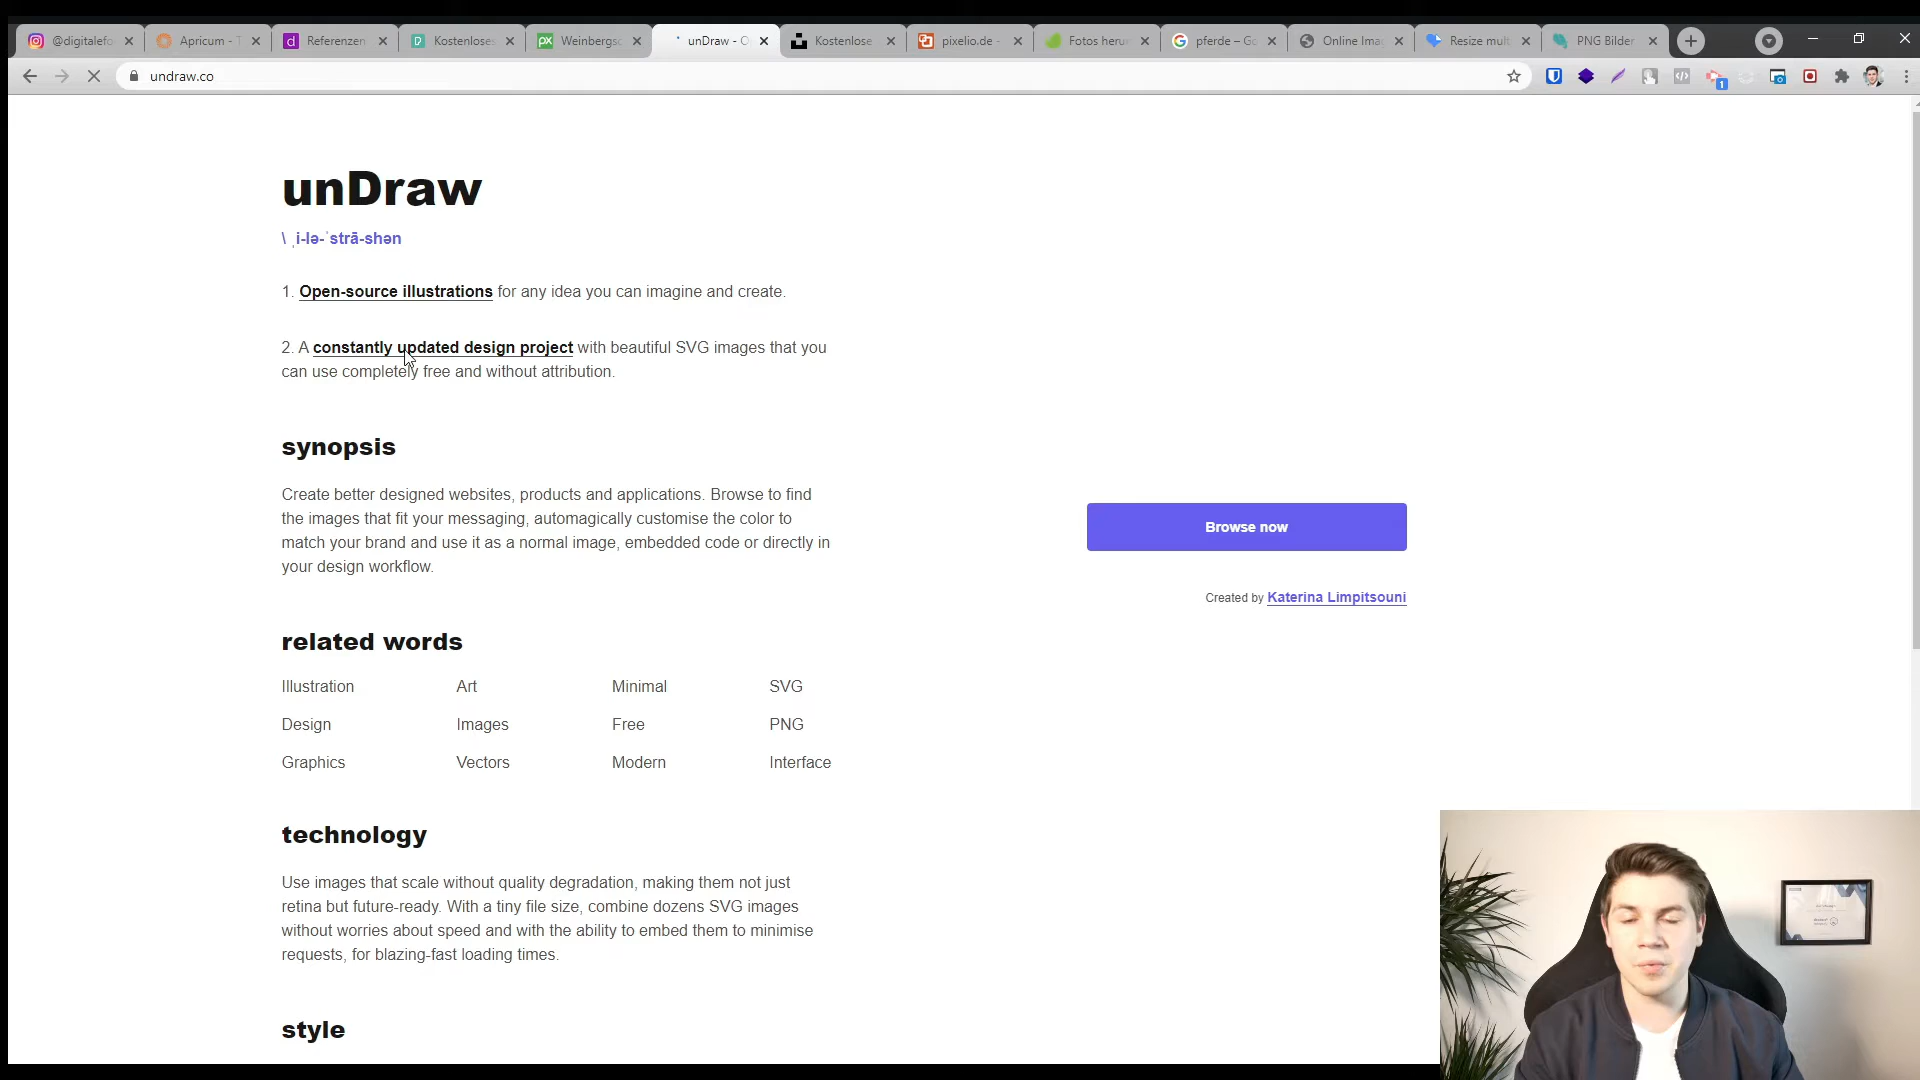 @digitalefo
Apricum - T
Referenzen
Kostenloses
Weinbergsc
unDraw - O
Kostenlose
pixelio.de -
Fotos herun
pferde – Go
Online Imag
Resize mult
PNG Bilder
undraw.co
1
unDraw
\ ˌi-lə-ˈstrā-shən
1. Open-source illustrations for any idea you can imagine and create.
2. A constantly updated design project with beautiful SVG images that you
can use completely free and without attribution.
synopsis
Create better designed websites, products and applications. Browse to find
the images that fit your messaging, automagically customise the color to
match your brand and use it as a normal image, embedded code or directly in
your design workflow.
Browse now
Created by Katerina Limpitsouni
related words
Illustration Art Minimal SVG
Design Images Free PNG
Graphics Vectors Modern Interface
technology
Use images that scale without quality degradation, making them not just
retina but future-ready. With a tiny file size, combine dozens SVG images
without worries about speed and with the ability to embed them to minimise
requests, for blazing-fast loading times.
style